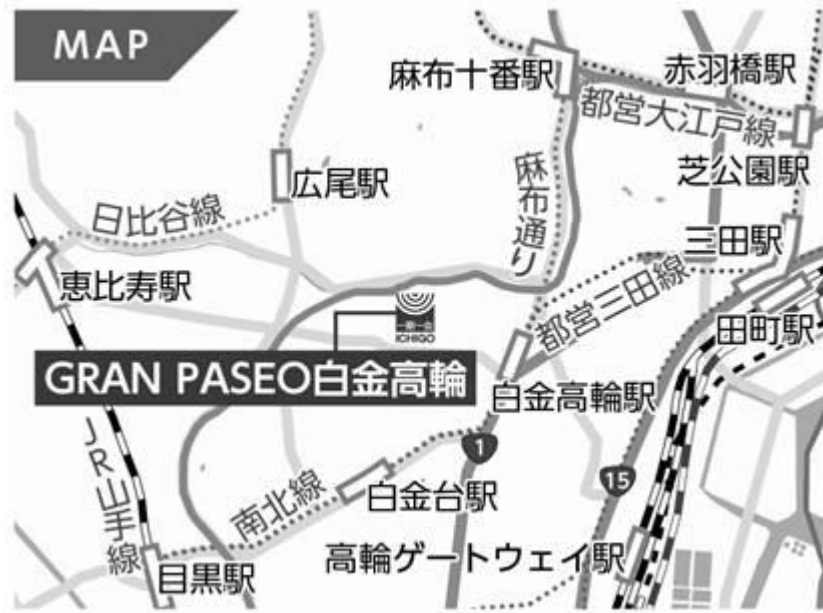 MAP
麻布十番駅
赤羽橋駅
都営大江戸線
芝公園駅
広尾駅
麻布通り
日比谷線
三田駅
恵比寿駅
都営三田線
田町駅
一期一会
ICHIGO
GRAN PASEO白金高輪
白金高輪駅
1
15
JR山手線
南北線
白金台駅
高輪ゲートウェイ駅
目黒駅